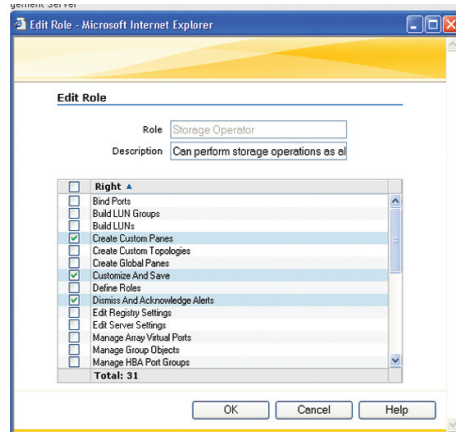 gement Server
Edit Role - Microsoft Internet Explorer
Edit Role
Role Storage Operator
Description Can perform storage operations as al
Right
Bind Ports
Build LUN Groups
Build LUNs
Create Custom Panes
Create Custom Topologies
Create Global Panes
Customize And Save
Define Roles
Dismiss And Acknowledge Alerts
Edit Registry Settings
Edit Server Settings
Manage Array Virtual Ports
Manage Group Objects
Manage HBA Port Groups
Total: 31
OK Cancel Help